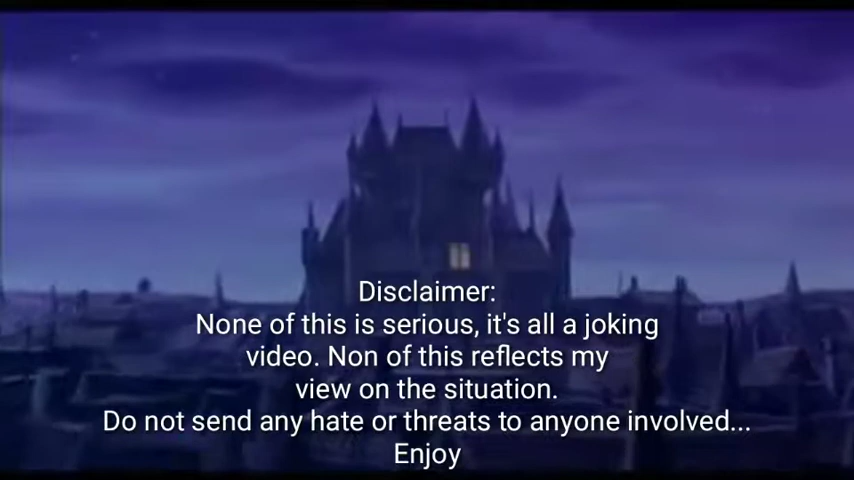 Disclaimer:
None of this is serious, it's all a joking
video. Non of this reflects my
view on the situation.
Do not send any hate or threats to anyone involved...
Enjoy